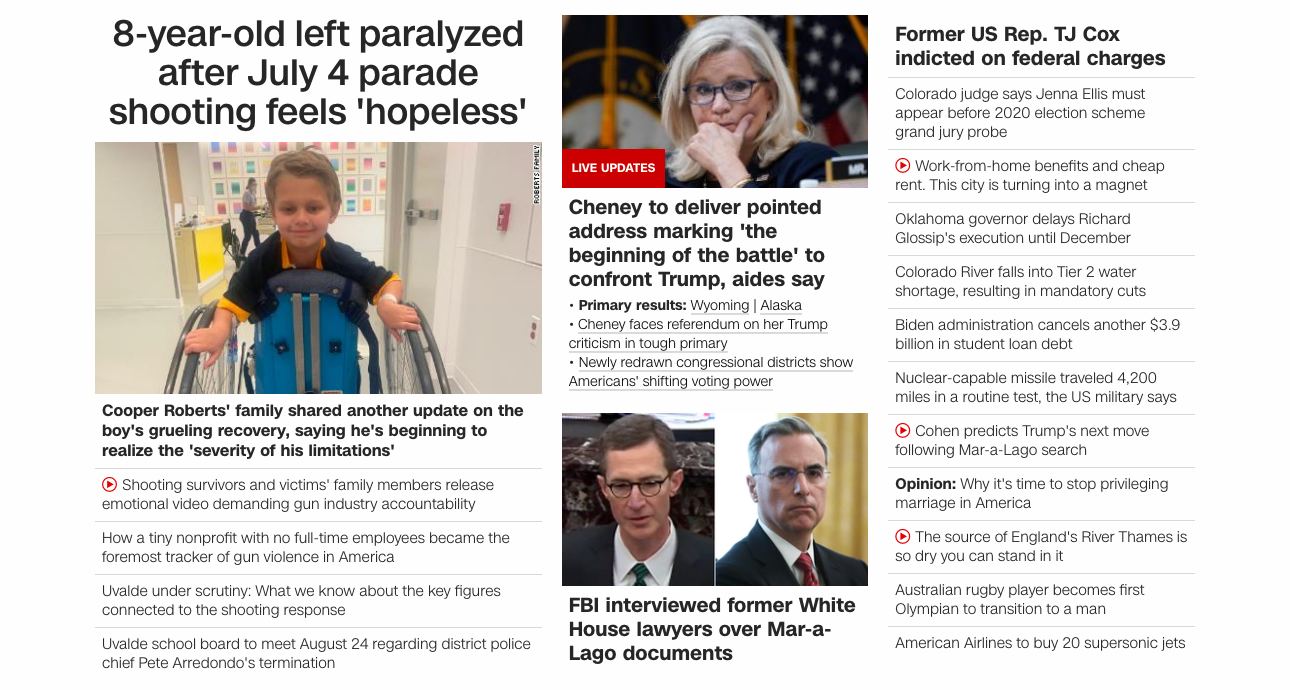 8-year-old left paralyzed
after July 4 parade
shooting feels 'hopeless'
ROBERTS FAMILY
Cooper Roberts' family shared another update on the
boy's grueling recovery, saying he's beginning to
realize the 'severity of his limitations'
Shooting survivors and victims' family members release
emotional video demanding gun industry accountability
How a tiny nonprofit with no full-time employees became the
foremost tracker of gun violence in America
Uvalde under scrutiny: What we know about the key figures
connected to the shooting response
Uvalde school board to meet August 24 regarding district police
chief Pete Arredondo's termination
MR.
LIVE UPDATES
Cheney to deliver pointed
address marking 'the
beginning of the battle' to
confront Trump, aides say
• Primary results: Wyoming | Alaska
• Cheney faces referendum on her Trump
criticism in tough primary
• Newly redrawn congressional districts show
Americans' shifting voting power
FBI interviewed former White
House lawyers over Mar-a-
Lago documents
Former US Rep. TJ Cox
indicted on federal charges
Colorado judge says Jenna Ellis must
appear before 2020 election scheme
grand jury probe
Work-from-home benefits and cheap
rent. This city is turning into a magnet
Oklahoma governor delays Richard
Glossip's execution until December
Colorado River falls into Tier 2 water
shortage, resulting in mandatory cuts
Biden administration cancels another $3.9
billion in student loan debt
Nuclear-capable missile traveled 4,200
miles in a routine test, the US military says
Cohen predicts Trump's next move
following Mar-a-Lago search
Opinion: Why it's time to stop privileging
marriage in America
The source of England's River Thames is
so dry you can stand in it
Australian rugby player becomes first
Olympian to transition to a man
American Airlines to buy 20 supersonic jets